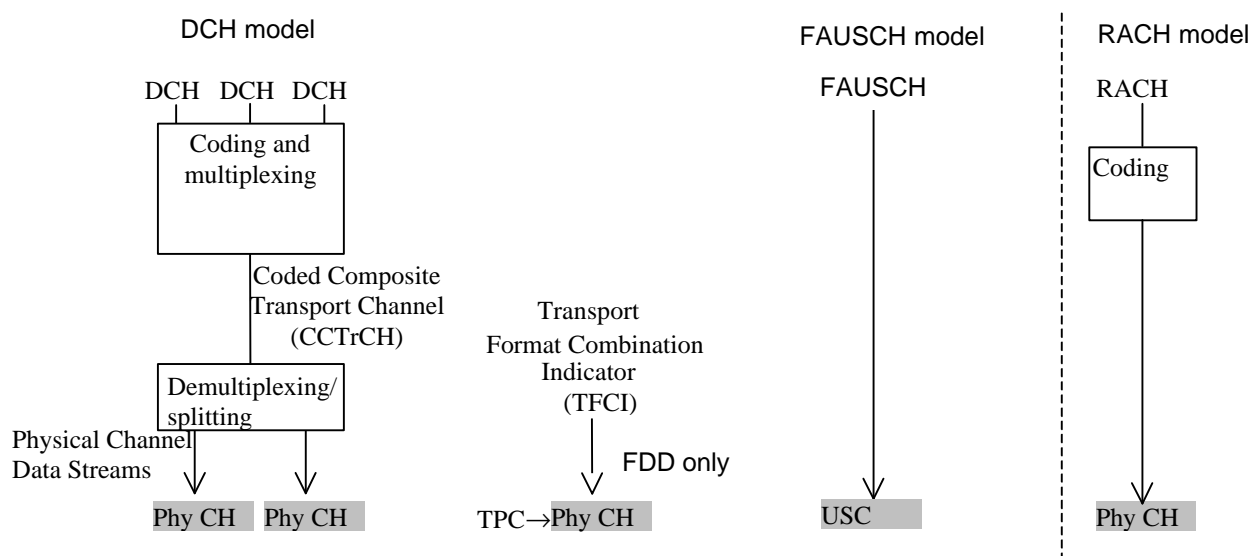 DCH model
FAUSCH model
RACH model
DCH DCH DCH
FAUSCH
RACH
Coding and
multiplexing
Coding
Coded Composite
Transport Channel
(CCTrCH)
Transport
Format Combination
Indicator
(TFCI)
Demultiplexing/
splitting
Physical Channel
Data Streams
FDD only
Phy CH
Phy CH
TPC→Phy CH
USC
Phy CH